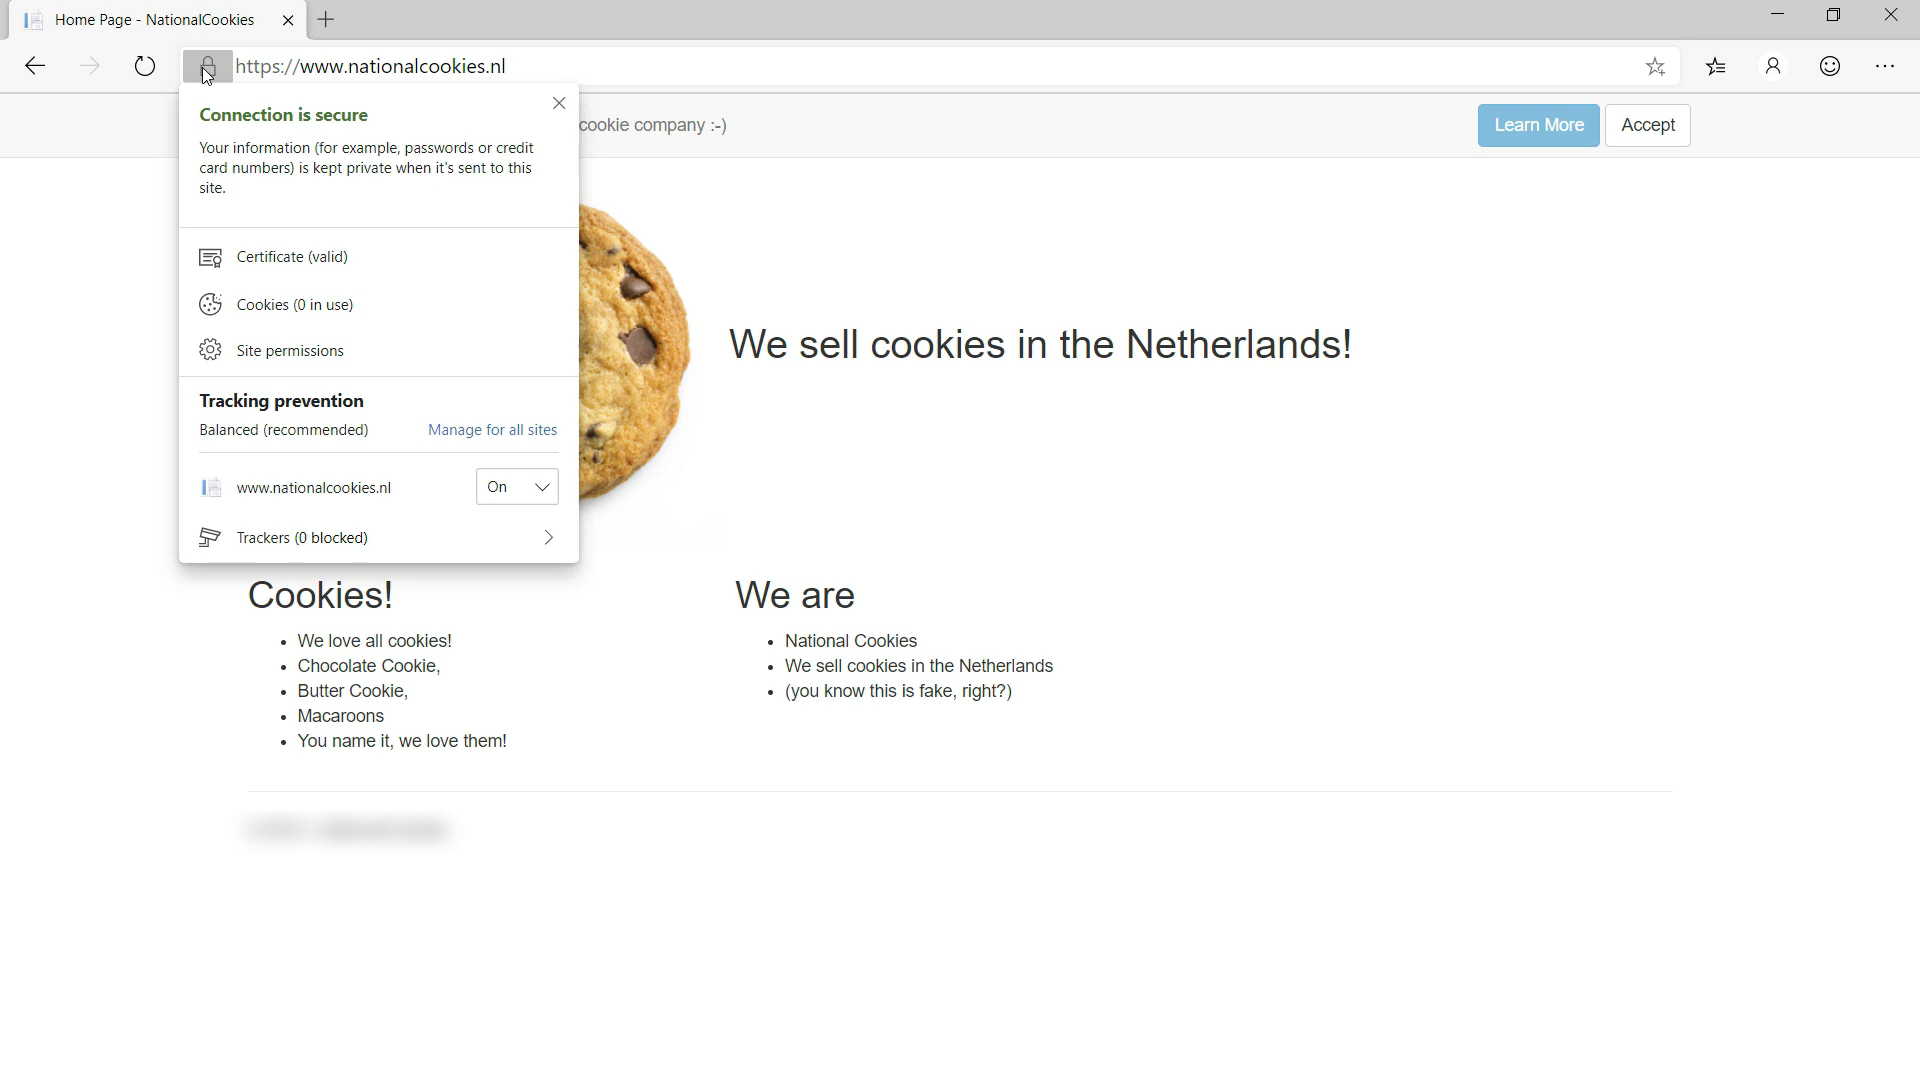 Home Page - NationalCookies
https://www.nationalcookies.nl
Connection is secure
Your information (for example, passwords or credit
card numbers) is kept private when it's sent to this
site.
Certificate (valid)
Cookies (0 in use)
Site permissions
Tracking prevention
Balanced (recommended) Manage for all sites
www.nationalcookies.nl On
Trackers (0 blocked)
cookie company :-)
Learn More Accept
We sell cookies in the Netherlands!
Cookies!
We love all cookies!
Chocolate Cookie,
Butter Cookie,
Macaroons
You name it, we love them!
We are
National Cookies
We sell cookies in the Netherlands
(you know this is fake, right?)